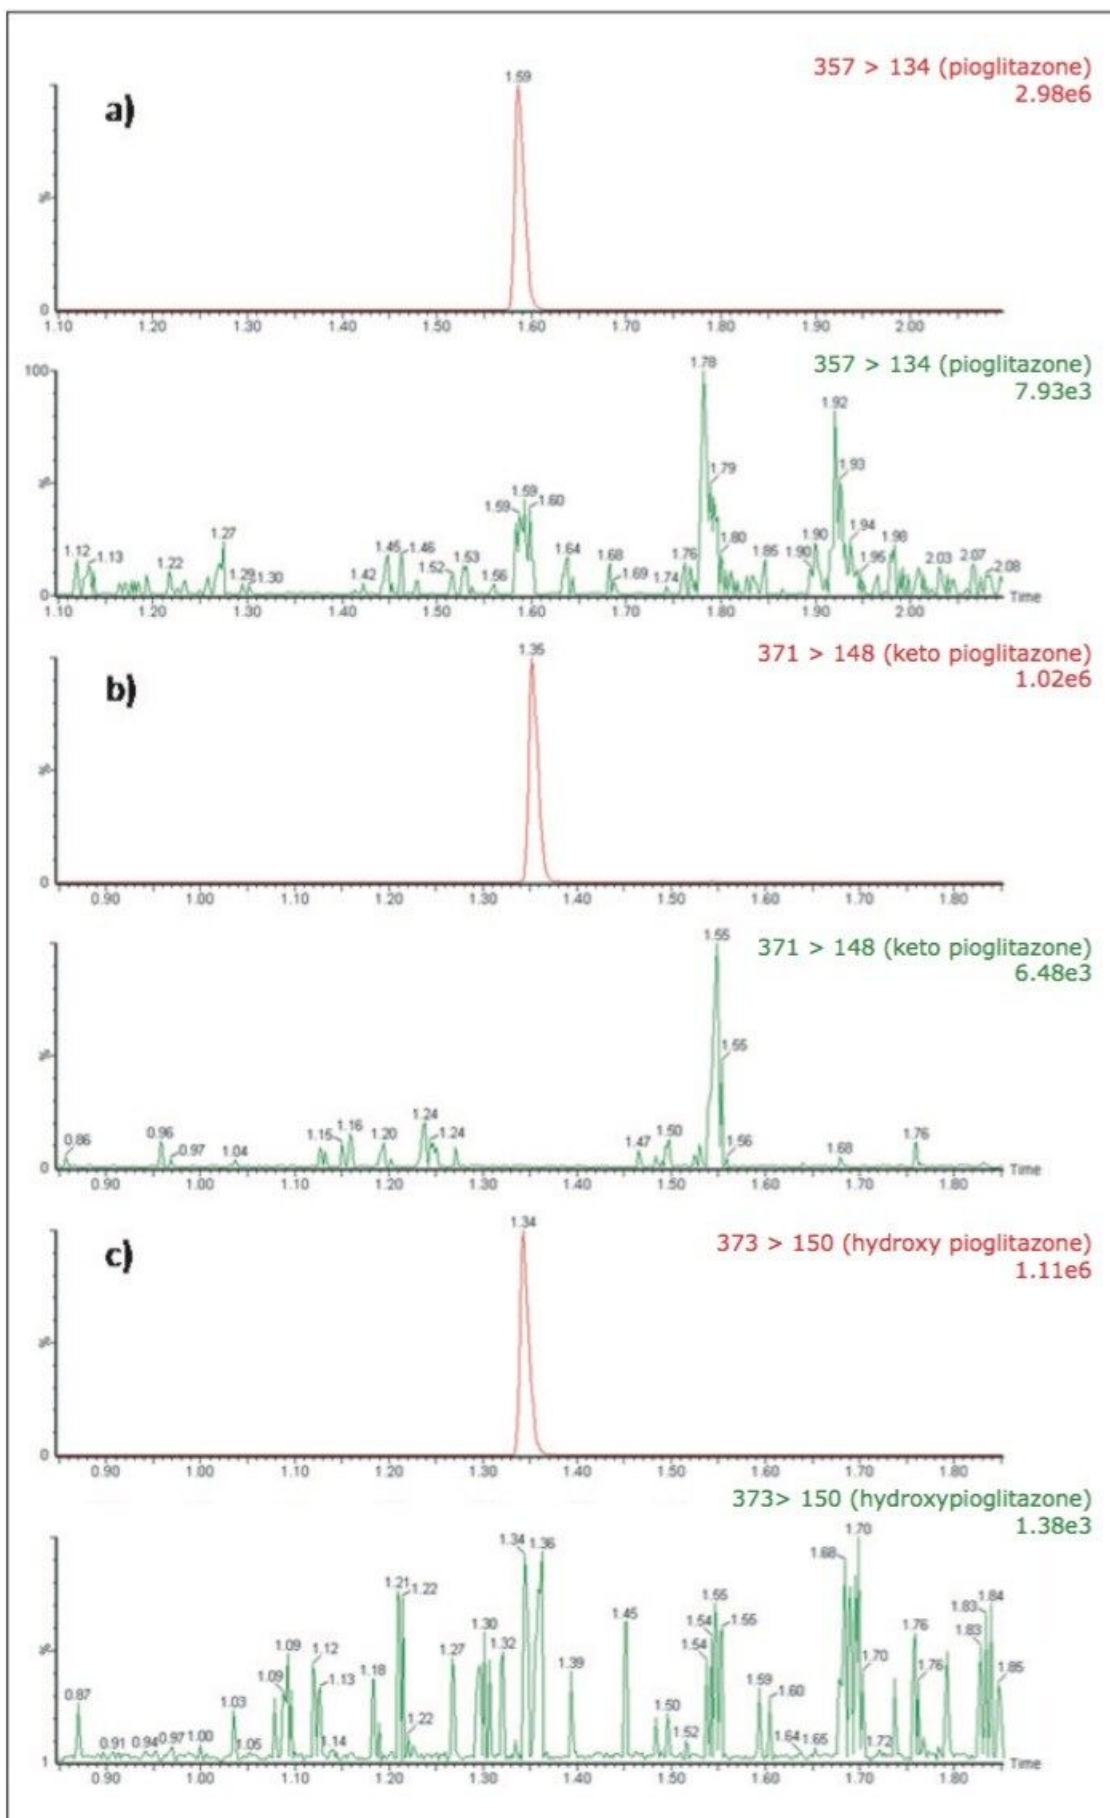 357 > 134 (pioglitazone)
2.98e6
a)
1.59
%
0
1.10 1.20 1.30 1.40 1.50 1.60 1.70 1.80 1.90 2.00
357 > 134 (pioglitazone)
7.93e3
100
%
0
1.12 1.13 1.22 1.27 1.29 1.30 1.42 1.45 1.46 1.52 1.53 1.56 1.59 1.59 1.60 1.64 1.68 1.69 1.74 1.76 1.78 1.79 1.80 1.85 1.90 1.90 1.92 1.93 1.94 1.95 1.98 2.03 2.07 2.08
1.10 1.20 1.30 1.40 1.50 1.60 1.70 1.80 1.90 2.00 Time
371 > 148 (keto pioglitazone)
1.02e6
b)
1.35
%
0
0.90 1.00 1.10 1.20 1.30 1.40 1.50 1.60 1.70 1.80
371 > 148 (keto pioglitazone)
6.48e3
%
0
0.86 0.96 0.97 1.04 1.15 1.16 1.20 1.24 1.24 1.47 1.50 1.55 1.55 1.56 1.68 1.76
0.90 1.00 1.10 1.20 1.30 1.40 1.50 1.60 1.70 1.80 Time
373 > 150 (hydroxy pioglitazone)
1.11e6
c)
1.34
%
0
0.90 1.00 1.10 1.20 1.30 1.40 1.50 1.60 1.70 1.80
373> 150 (hydroxypioglitazone)
1.38e3
%
1
0.87 0.91 0.94 0.97 1.00 1.03 1.05 1.09 1.09 1.12 1.13 1.14 1.18 1.21 1.22 1.22 1.27 1.30 1.32 1.34 1.36 1.39 1.45 1.50 1.52 1.54 1.54 1.55 1.55 1.59 1.60 1.64 1.65 1.68 1.70 1.70 1.72 1.76 1.76 1.83 1.83 1.84 1.85
0.90 1.00 1.10 1.20 1.30 1.40 1.50 1.60 1.70 1.80 Time